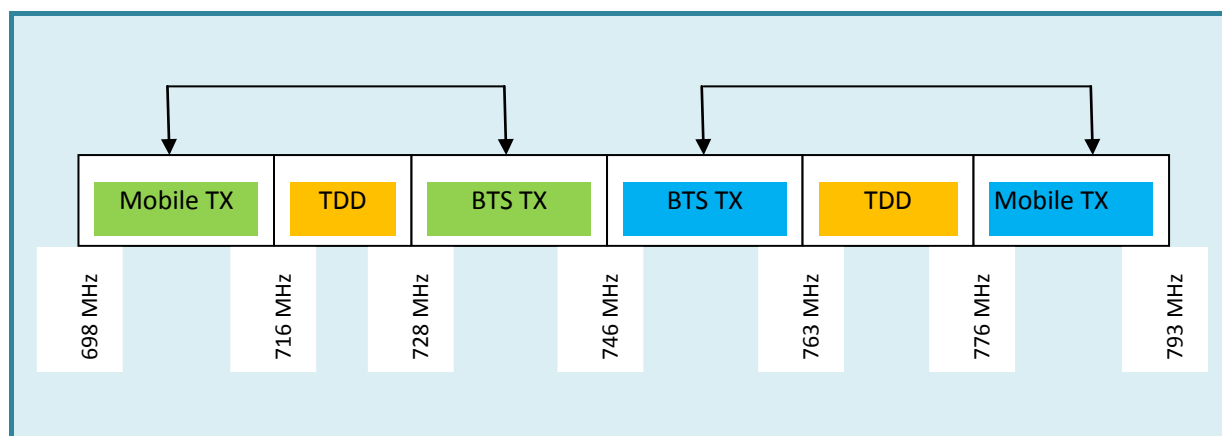 Mobile TX
TDD
BTS TX
BTS TX
TDD
Mobile TX
698 MHz
716 MHz
728 MHz
746 MHz
763 MHz
776 MHz
793 MHz